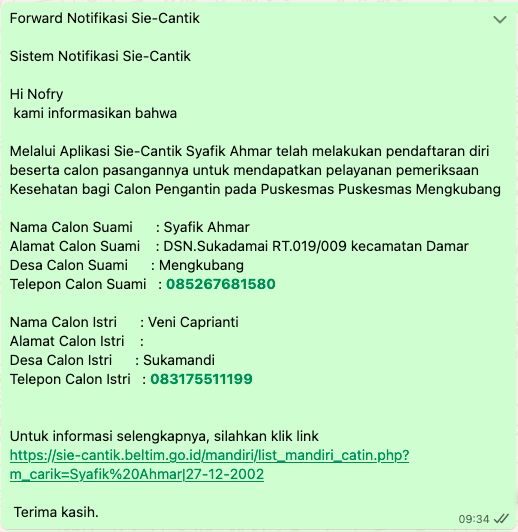 Forward Notifikasi Sie-Cantik
Sistem Notifikasi Sie-Cantik
Hi Nofry
kami informasikan bahwa
Melalui Aplikasi Sie-Cantik Syafik Ahmar telah melakukan pendaftaran diri
beserta calon pasangannya untuk mendapatkan pelayanan pemeriksaan
Kesehatan bagi Calon Pengantin pada Puskesmas Puskesmas Mengkubang
Nama Calon Suami : Syafik Ahmar
Alamat Calon Suami : DSN.Sukadamai RT.019/009 kecamatan Damar
Desa Calon Suami : Mengkubang
Telepon Calon Suami : 085267681580
Nama Calon Istri : Veni Caprianti
Alamat Calon Istri :
Desa Calon Istri : Sukamandi
Telepon Calon Istri : 083175511199
Untuk informasi selengkapnya, silahkan klik link
https://sie-cantik.beltim.go.id/mandiri/list_mandiri_catin.php?
m_carik=Syafik%20Ahmar|27-12-2002
Terima kasih.
09:34